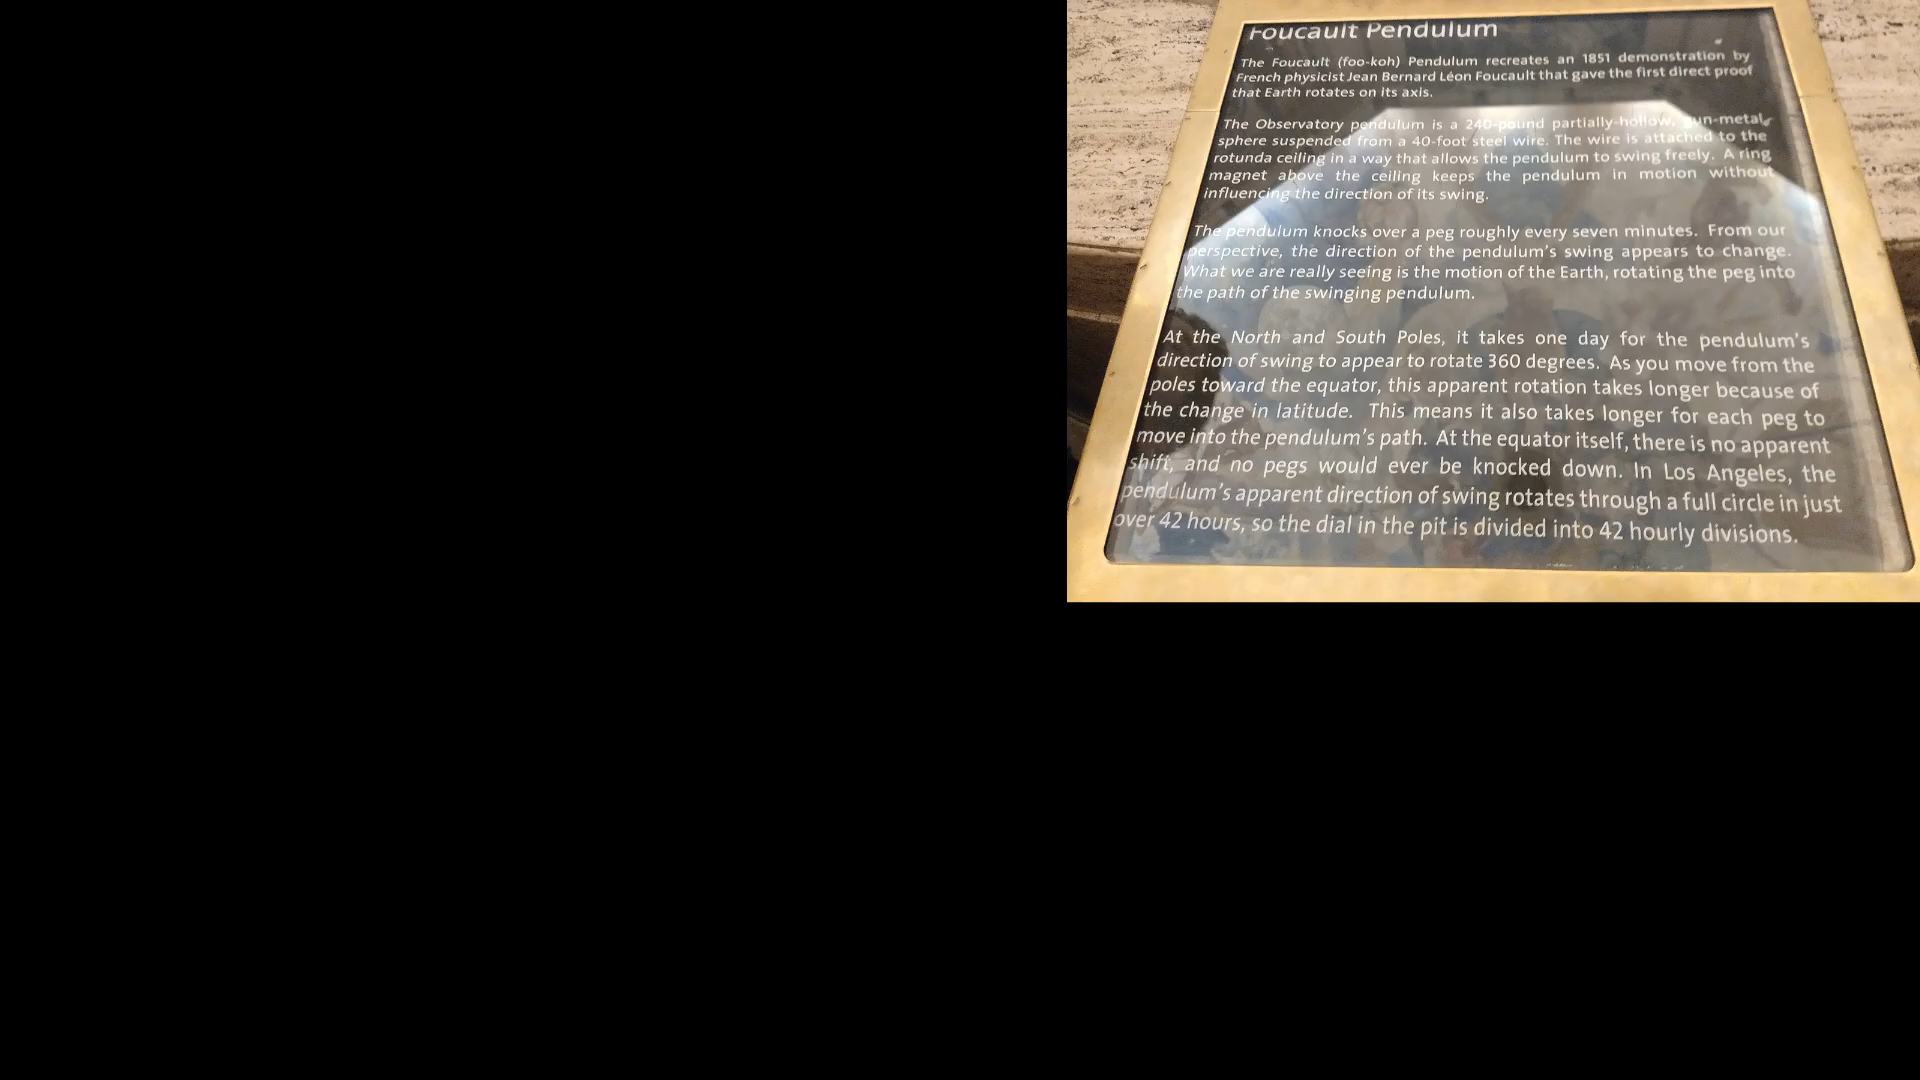 Foucault Pendulum
The Foucault (foo-koh) Pendulum recreates an 1851 demonstration by
French physicist Jean Bernard Léon Foucault that gave the first direct proof
that Earth rotates on its axis.
The Observatory pendulum is a 240-pound partially-hollow, gun-metal
sphere suspended from a 40-foot steel wire. The wire is attached to the
rotunda ceiling in a way that allows the pendulum to swing freely. A ring
magnet above the ceiling keeps the pendulum in motion without
influencing the direction of its swing.
The pendulum knocks over a peg roughly every seven minutes. From our
perspective, the direction of the pendulum's swing appears to change.
What we are really seeing is the motion of the Earth, rotating the peg into
the path of the swinging pendulum.
At the North and South Poles, it takes one day for the pendulum's
direction of swing to appear to rotate 360 degrees. As you move from the
poles toward the equator, this apparent rotation takes longer because of
the change in latitude. This means it also takes longer for each peg to
move into the pendulum's path. At the equator itself, there is no apparent
shift, and no pegs would ever be knocked down. In Los Angeles, the
pendulum's apparent direction of swing rotates through a full circle in just
over 42 hours, so the dial in the pit is divided into 42 hourly divisions.